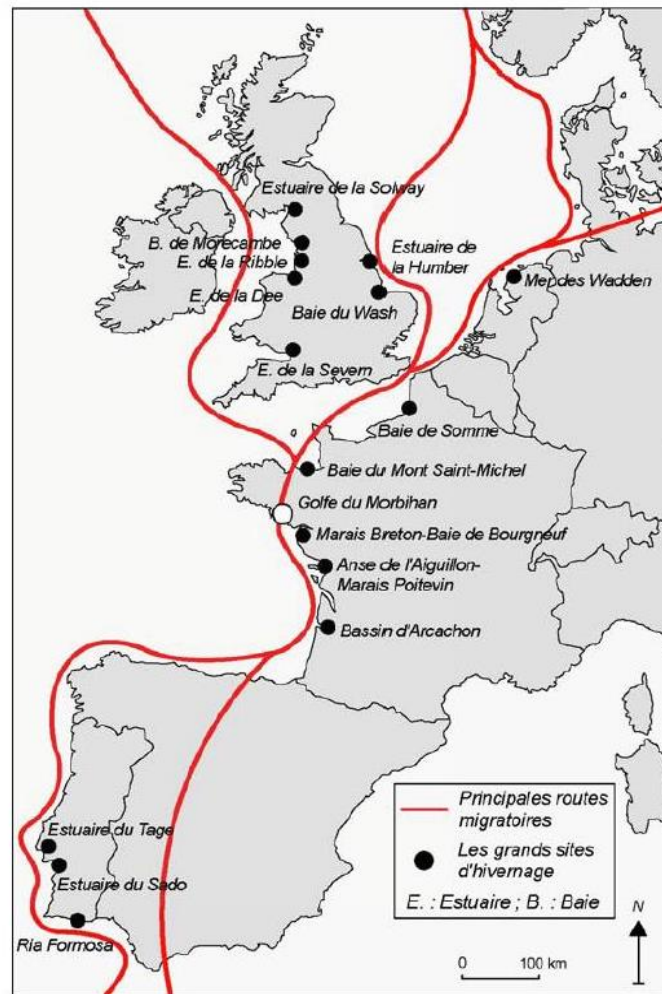 Estuaire de la Solway
B. de Morecambe
E. de la Ribble
E. de la Dee
Estuaire de
la Humber
Baie du Wash
Mendes Wadden
E. de la Severn
Baie de Somme
Baie du Mont Saint-Michel
Golfe du Morbihan
Marais Breton-Baie de Bourgneuf
Anse de l'Aiguillon-
Marais Poitevin
Bassin d'Arcachon
Estuaire du Tage
Estuaire du Sado
Ria Formosa
Principales routes
migratoires
Les grands sites
d'hivernage
E. : Estuaire ; B. : Baie
N
0 100 km